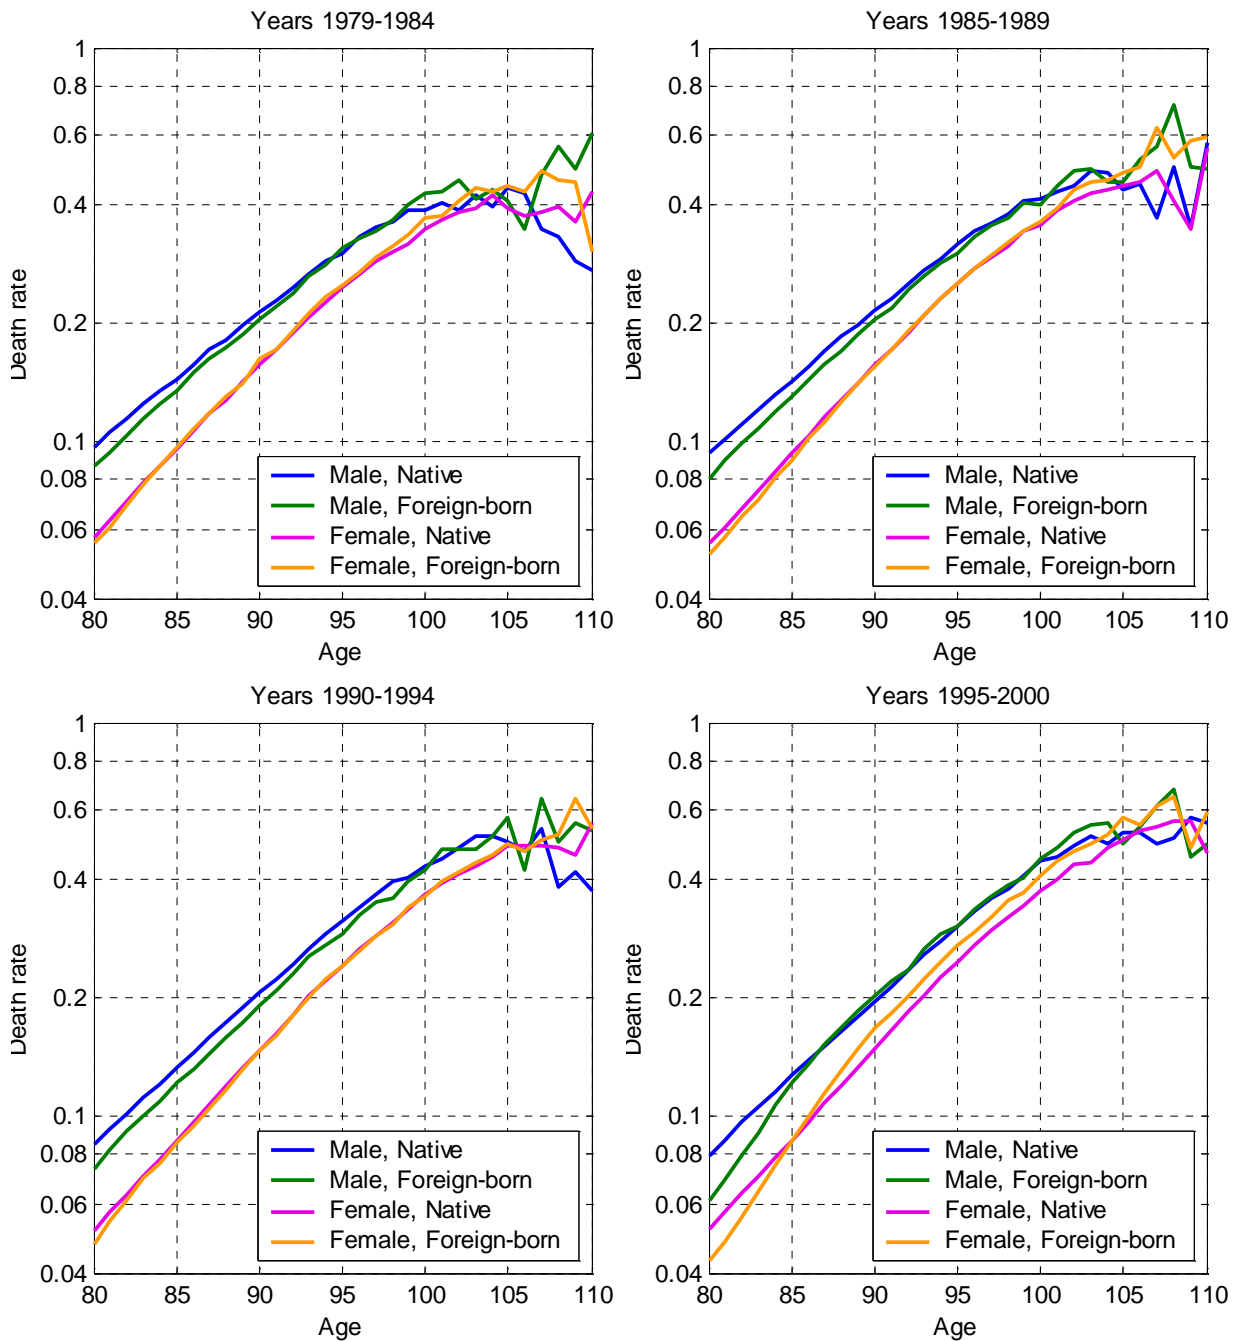 Years 1979-1984
Years 1985-1989
1
0.8
0.6
0.4
0.2
0.1
0.08
0.06
0.04
Death rate
80 85 90 95 100 105 110
Age
Male, Native
Male, Foreign-born
Female, Native
Female, Foreign-born
1
0.8
0.6
0.4
0.2
0.1
0.08
0.06
0.04
Death rate
80 85 90 95 100 105 110
Age
Male, Native
Male, Foreign-born
Female, Native
Female, Foreign-born
Years 1990-1994
Years 1995-2000
1
0.8
0.6
0.4
0.2
0.1
0.08
0.06
0.04
Death rate
80 85 90 95 100 105 110
Age
Male, Native
Male, Foreign-born
Female, Native
Female, Foreign-born
1
0.8
0.6
0.4
0.2
0.1
0.08
0.06
0.04
Death rate
80 85 90 95 100 105 110
Age
Male, Native
Male, Foreign-born
Female, Native
Female, Foreign-born